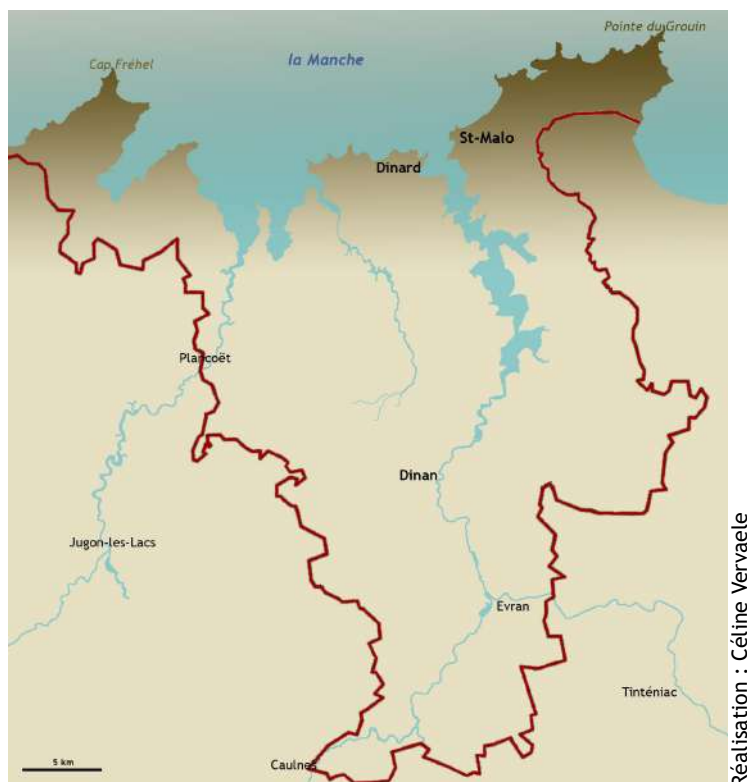 Pointe du Grouin
Cap Fréhel
la Manche
St-Malo
Dinard
Plancoët
Dinan
Jugon-les-Lacs
Evran
Tinténiac
Caulnes
5 km
Réalisation : Céline Vervaele